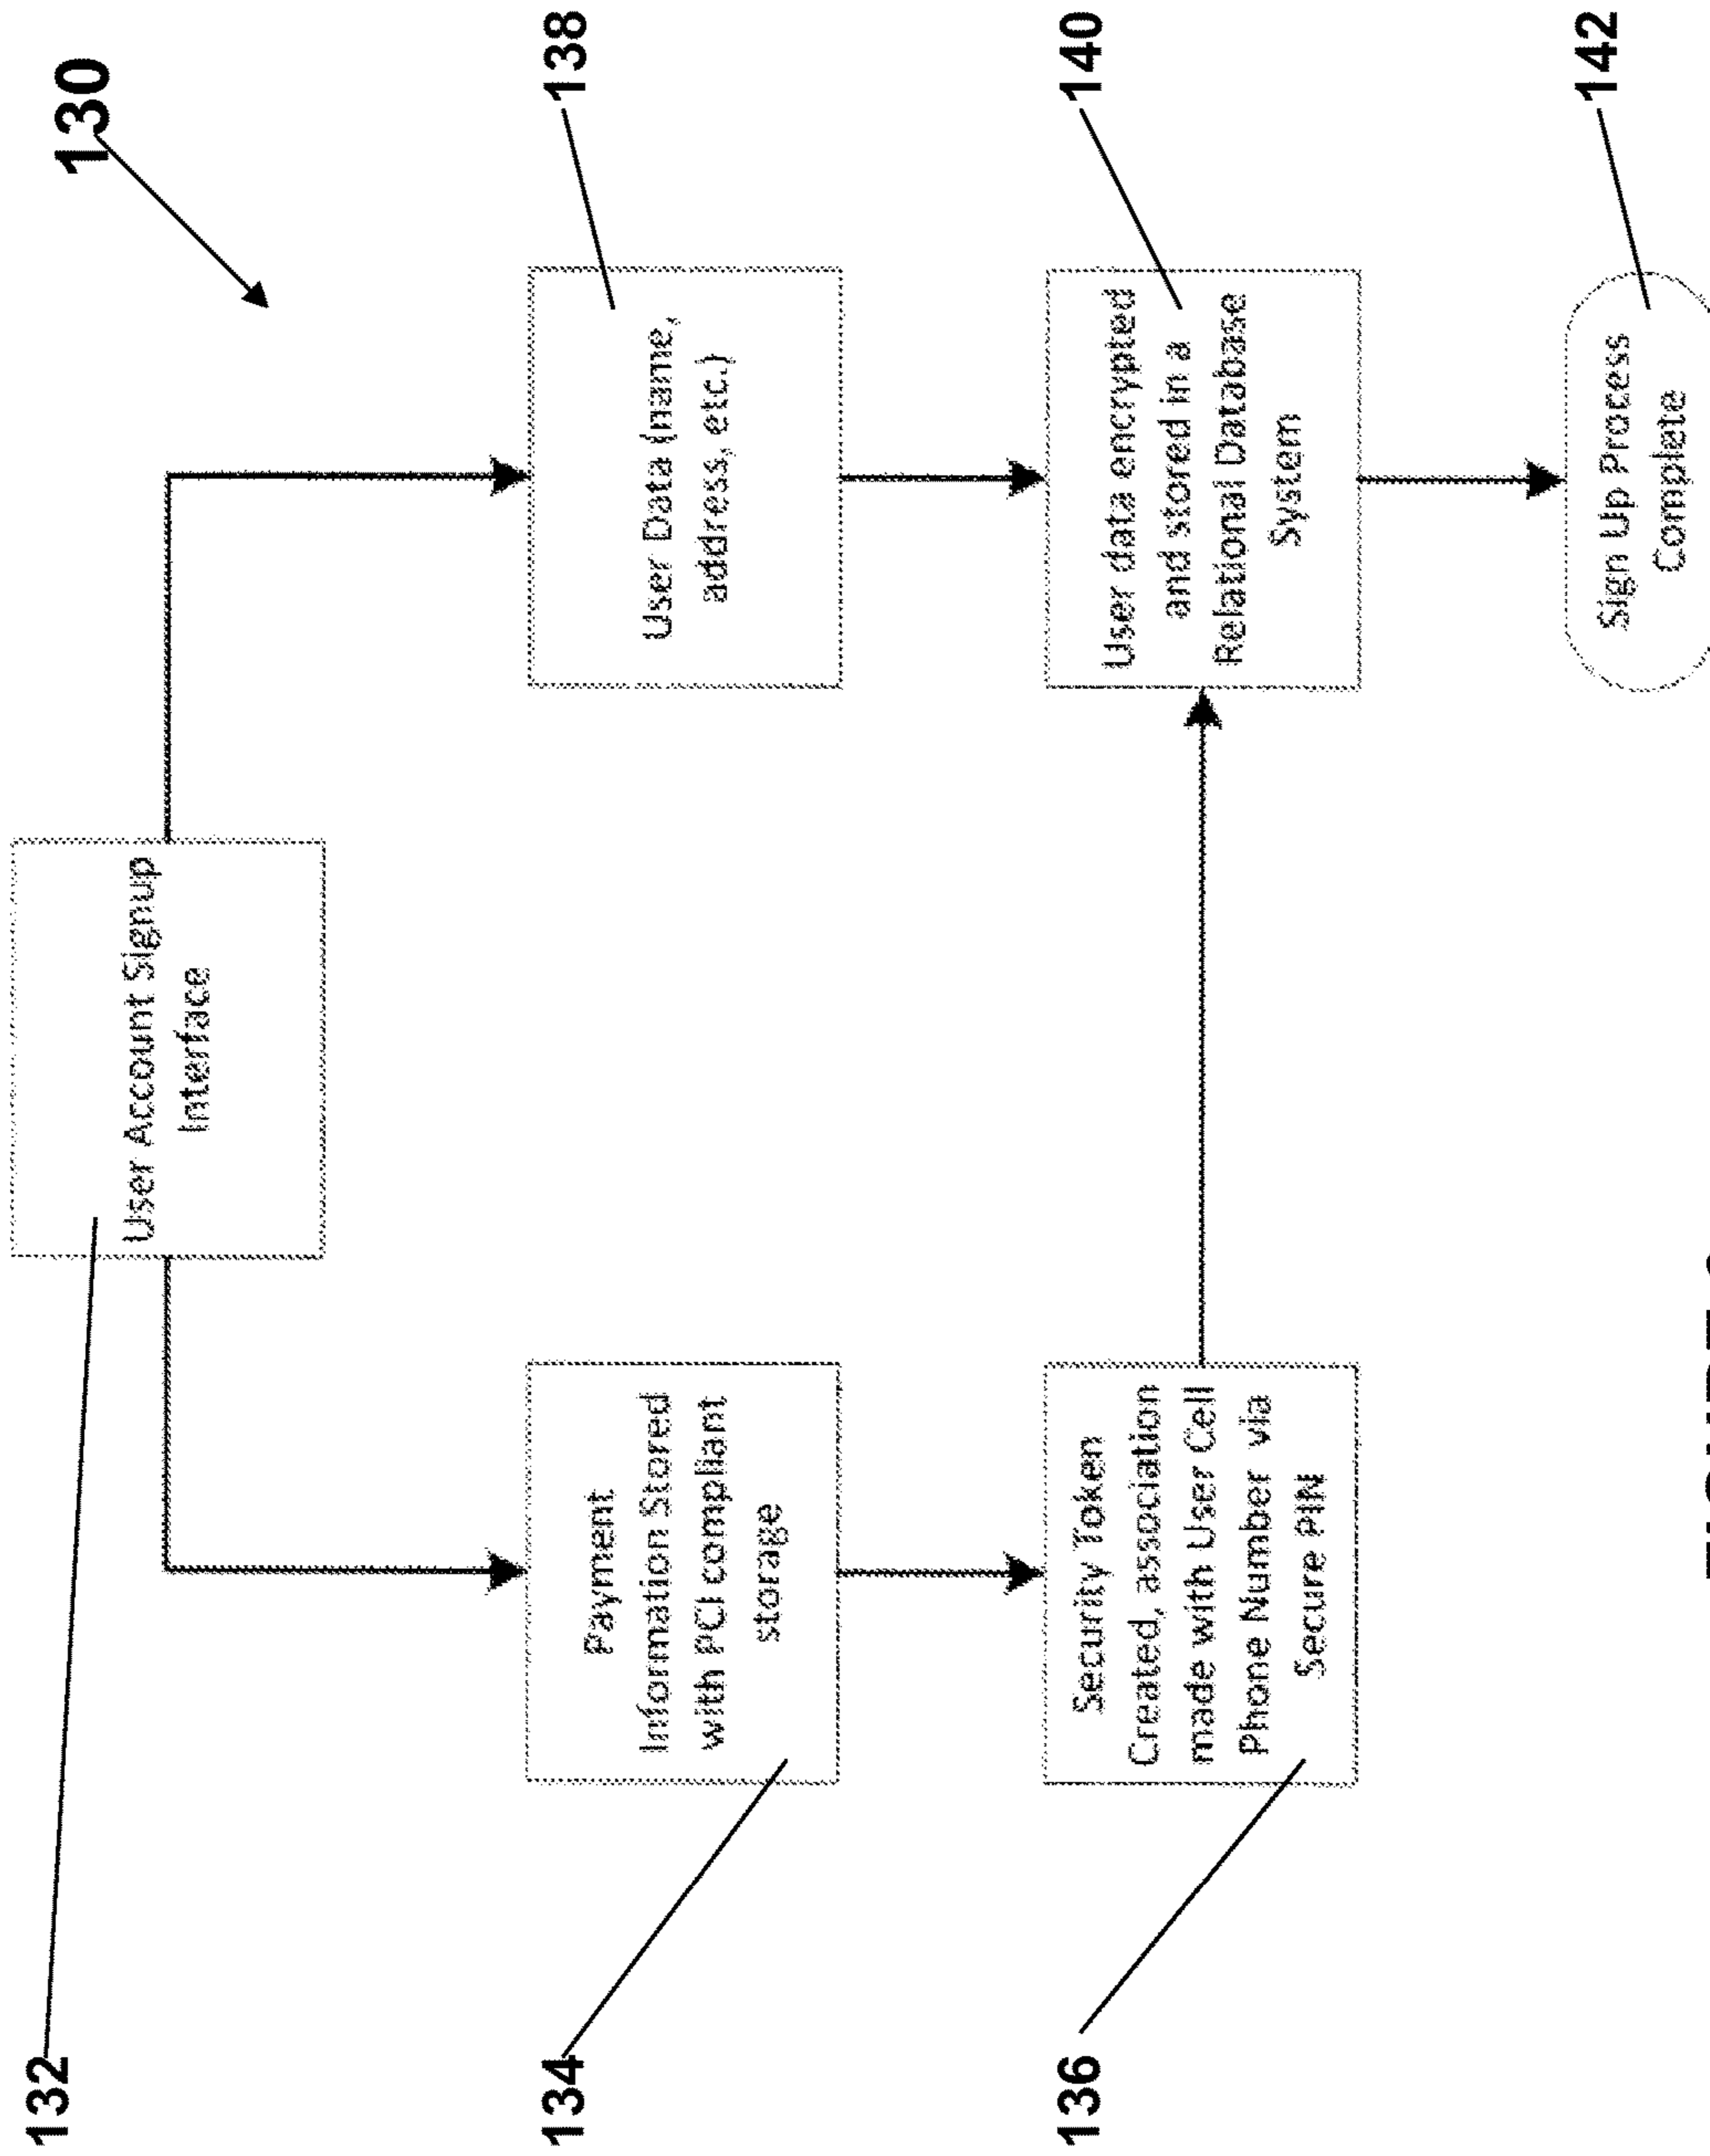 130
132
User Account Signup
Interface
134
Payment
Information Stored
with PCI compliant
storage
138
User Data (name,
address, etc.)
136
Security Token
Created, association
made with User Cell
Phone Number via
Secure PIN
140
User data encrypted
and stored in a
Relational Database
System
142
Sign Up Process
Complete